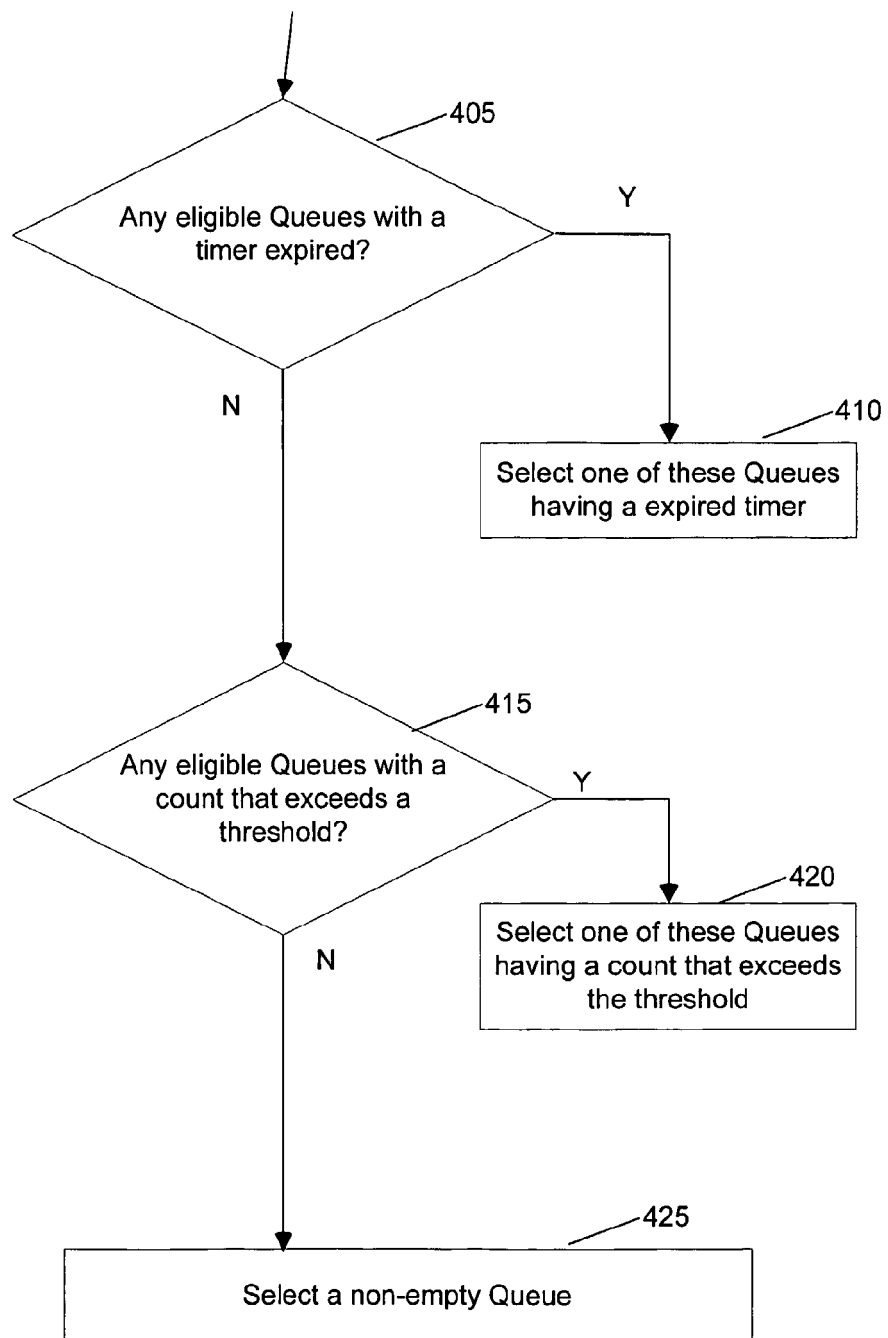 405
Any eligible Queues with a
timer expired?
Y
N
410
Select one of these Queues
having a expired timer
415
Any eligible Queues with a
count that exceeds a
threshold?
Y
N
420
Select one of these Queues
having a count that exceeds
the threshold
425
Select a non-empty Queue